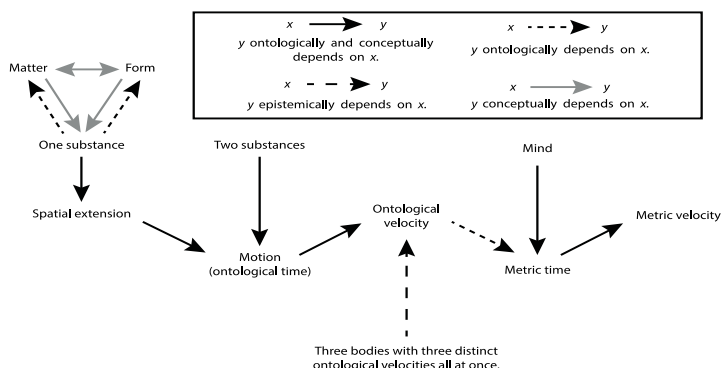 x y x y
y ontologically and conceptually
depends on x.
y ontologically depends on x.
x y x y
y epistemically depends on x.
y conceptually depends on x.
Matter Form
One substance Two substances Mind
Spatial extension
Ontological
velocity
Metric velocity
Motion
(ontological time)
Metric time
Three bodies with three distinct
ontological velocities all at once.